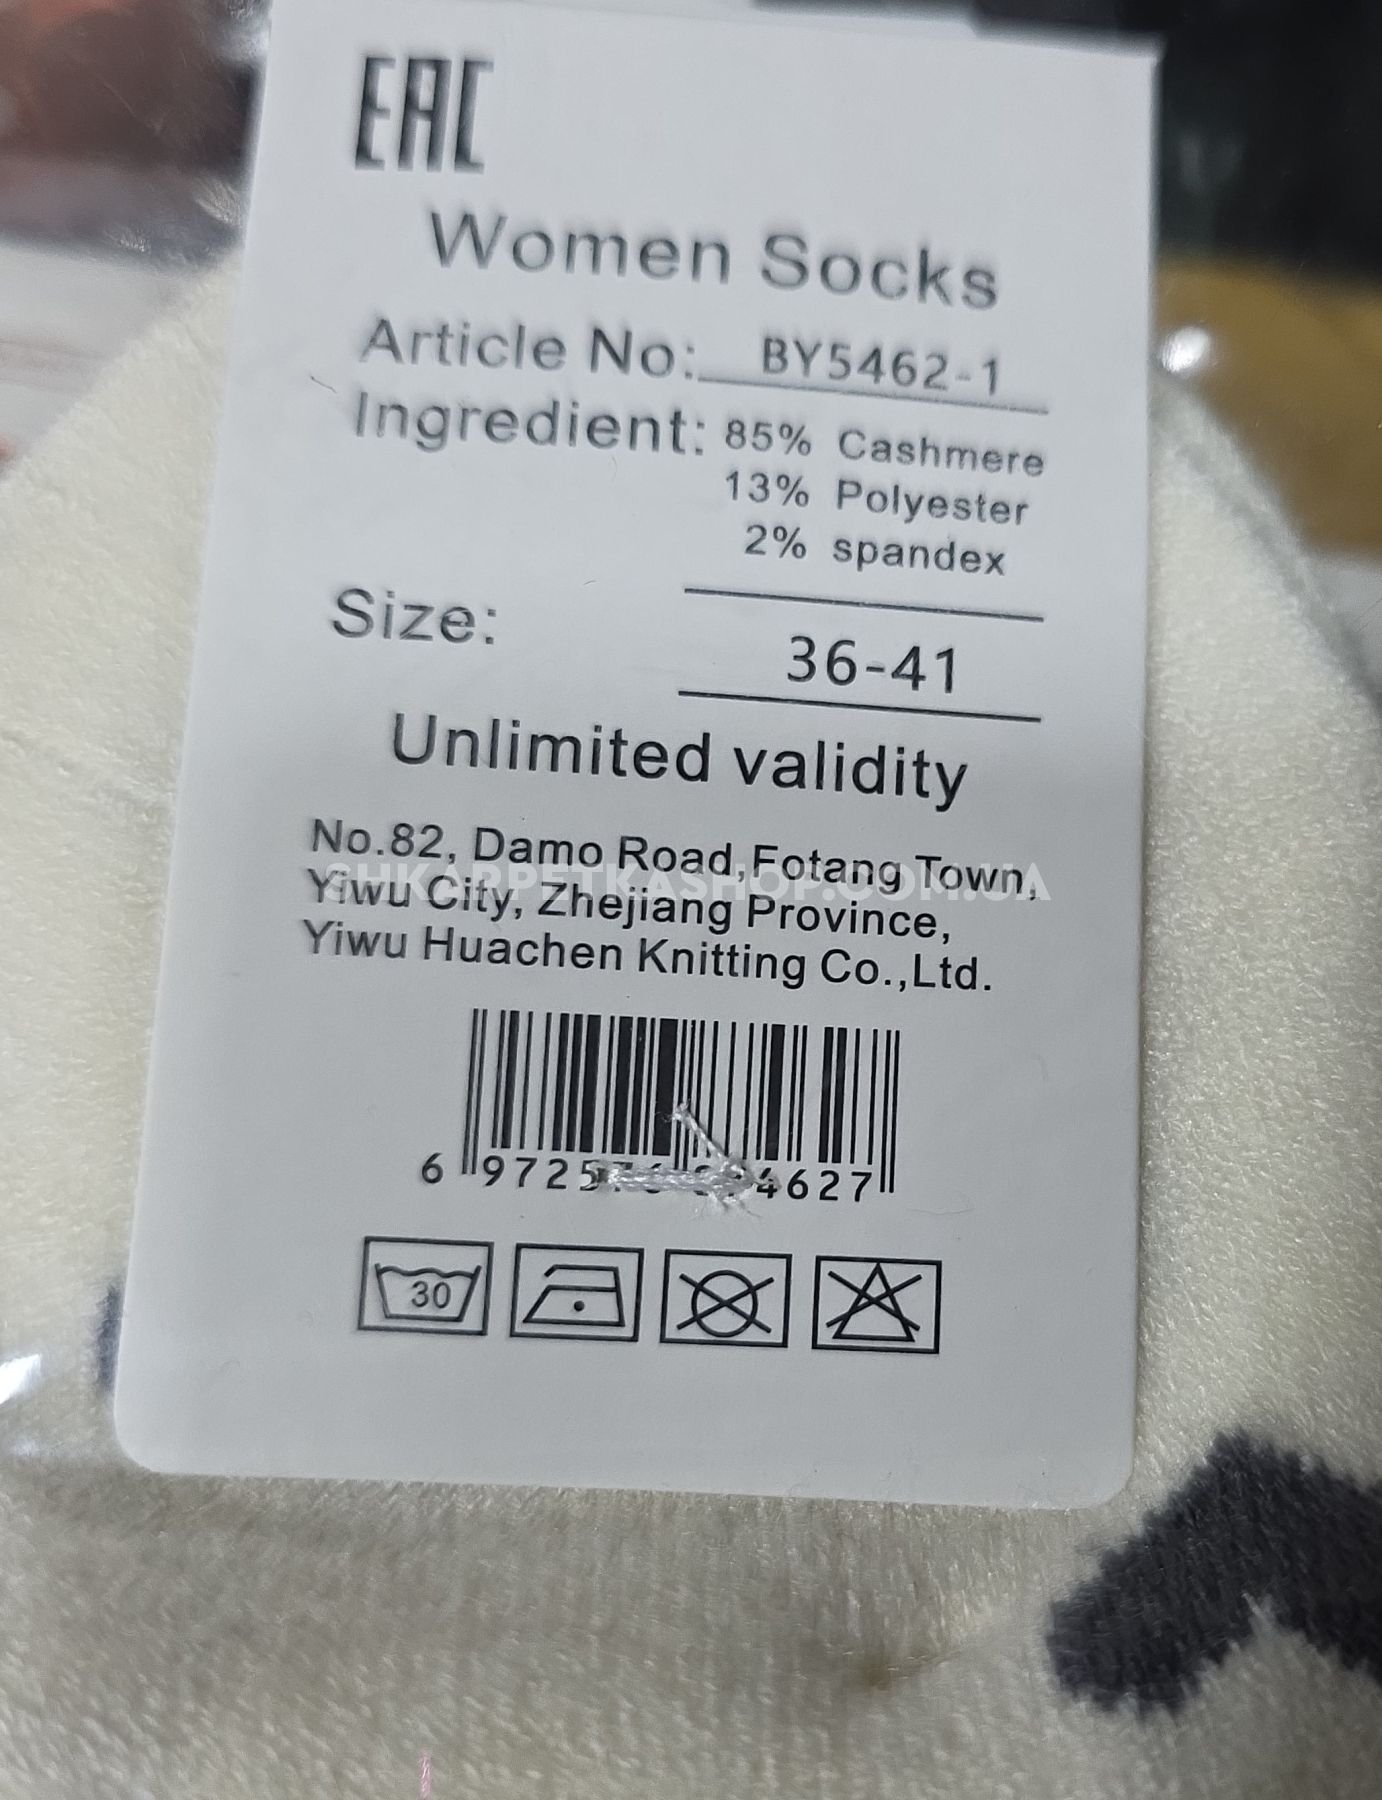 EAC
Women Socks
Article No: BY5462-1
Ingredient: 85% Cashmere
13% Polyester
2% spandex
Size: 36-41
Unlimited validity
No.82, Damo Road,Fotang Town,
SHKARPETKASHOP.COM.UA
Yiwu City, Zhejiang Province,
Yiwu Huachen Knitting Co.,Ltd.
6 4627
30